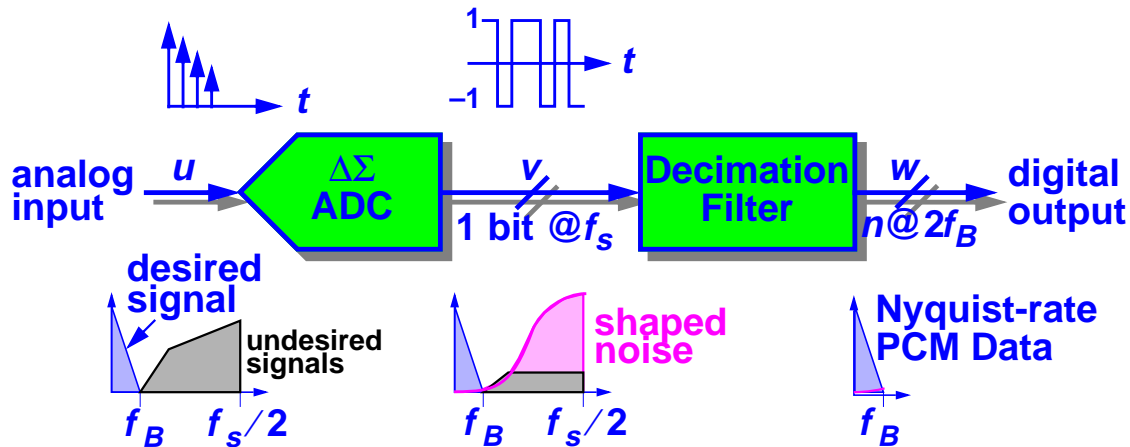 t
1
–1
t
analog
input
u
ΔΣ
ADC
v
1 bit @fs
Decimation
Filter
w
n@2fB
digital
output
desired
signal
undesired
signals
fB
fs/2
shaped
noise
fB
fs/2
Nyquist-rate
PCM Data
fB